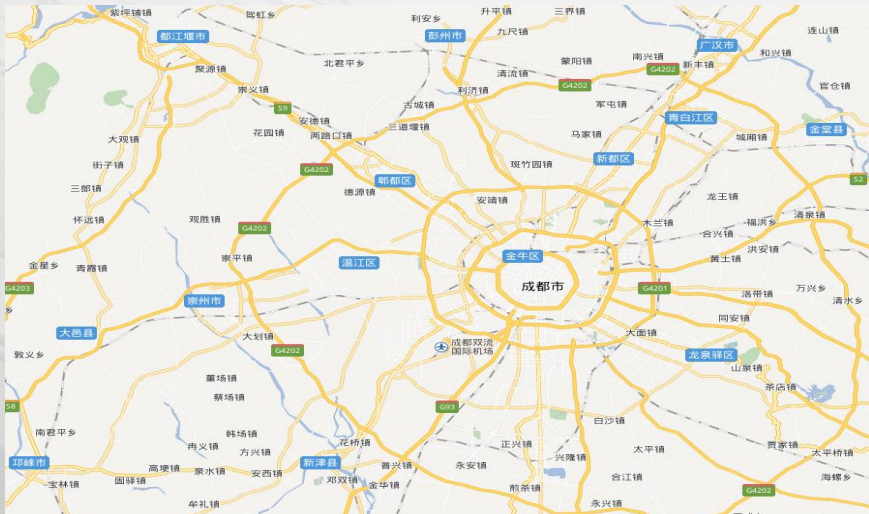 紫坪铺镇
驾虹乡
利安乡
升平镇
三界镇
都江堰市
彭州市
九尺镇
广汉市
连山镇
聚源镇
北君平乡
清流镇
蒙阳镇
南兴镇
新丰镇
和兴镇
G4202
G4202
官仓镇
崇义镇
利济镇
古城镇
军屯镇
S9
安德镇
三道堰镇
青白江区
金堂县
大观镇
花园镇
两路口镇
马家镇
城厢镇
街子镇
G4202
斑竹园镇
新都区
S2
三郎镇
德源镇
郫都区
安靖镇
龙王镇
怀远镇
观胜镇
G4202
木兰镇
福洪乡
清泉镇
合兴镇
洪安镇
金星乡
青霞镇
崇平镇
温江区
金牛区
黄土镇
G4203
成都市
G4201
洛带镇
万兴乡
清水乡
崇州市
大邑县
大划镇
大面镇
同安镇
敦义乡
G4202
成都双流
国际机场
龙泉驿区
山泉镇
董场镇
蔡场镇
茶店镇
S8
G93
白沙镇
南君平乡
韩场镇
冉义镇
方兴镇
花桥镇
正兴镇
太平镇
贾家镇
太平桥镇
邛崃市
高埂镇
泉水镇
安西镇
新津县
普兴镇
永安镇
兴隆镇
宝林镇
固驿镇
邓双镇
金华镇
煎茶镇
合江镇
海螺乡
牟礼镇
永兴镇
G4202